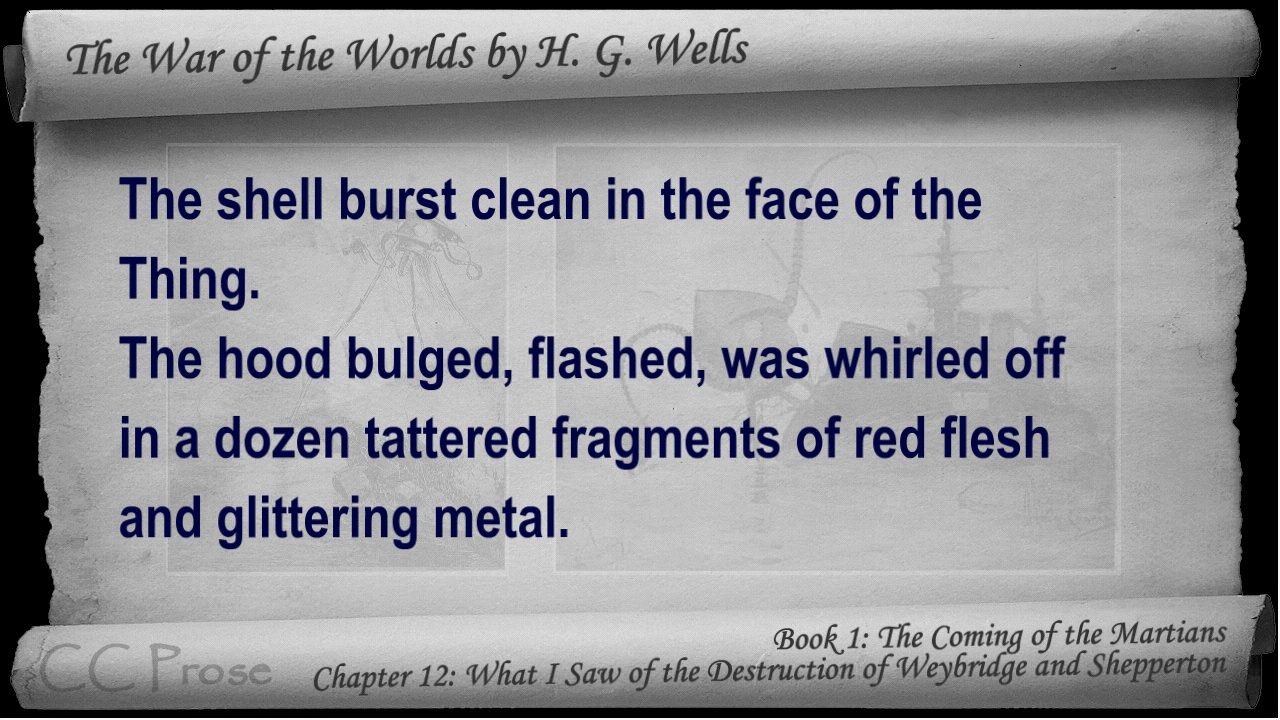 The War of the Worlds by H. G. Wells
The shell burst clean in the face of the
Thing.
The hood bulged, flashed, was whirled off
in a dozen tattered fragments of red flesh
and glittering metal.
Book 1: The Coming of the Martians
Chapter 12: What I Saw of the Destruction of Weybridge and Shepperton
CC Prose